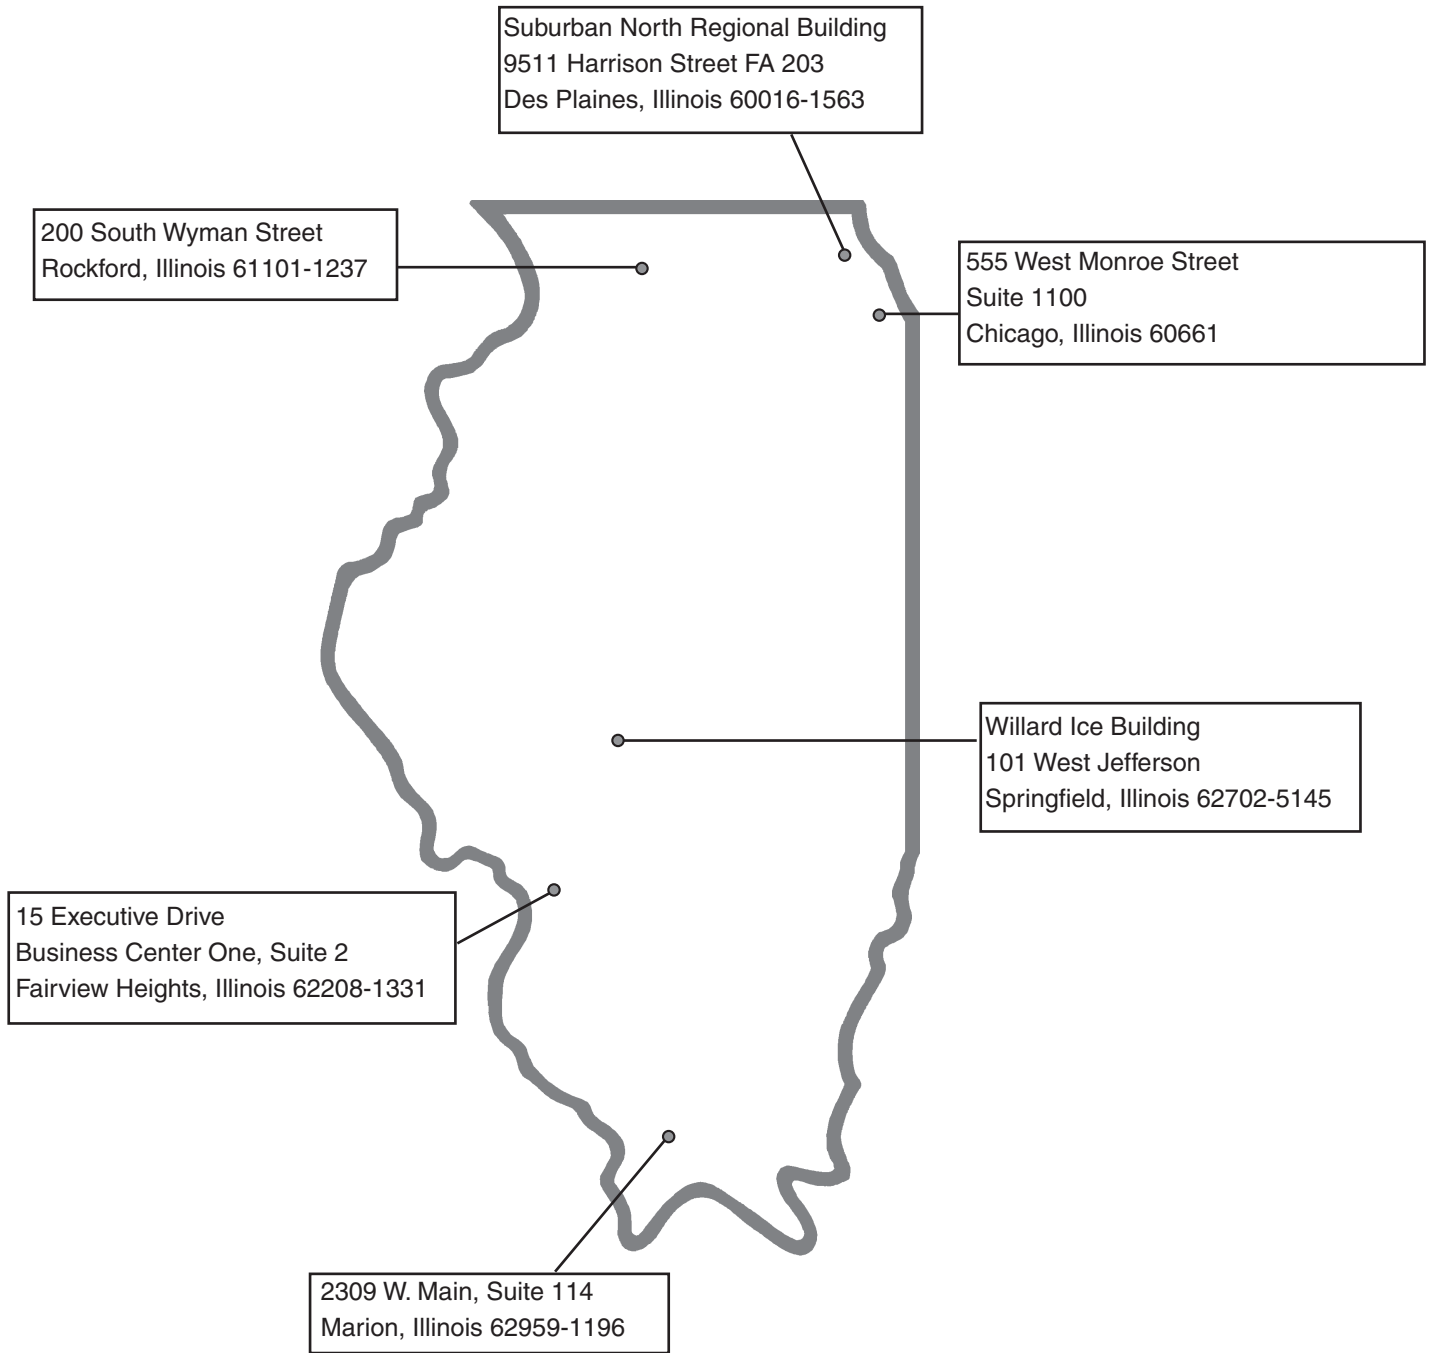 Suburban North Regional Building
9511 Harrison Street FA 203
Des Plaines, Illinois 60016-1563
200 South Wyman Street
Rockford, Illinois 61101-1237
555 West Monroe Street
Suite 1100
Chicago, Illinois 60661
Willard Ice Building
101 West Jefferson
Springfield, Illinois 62702-5145
15 Executive Drive
Business Center One, Suite 2
Fairview Heights, Illinois 62208-1331
2309 W. Main, Suite 114
Marion, Illinois 62959-1196